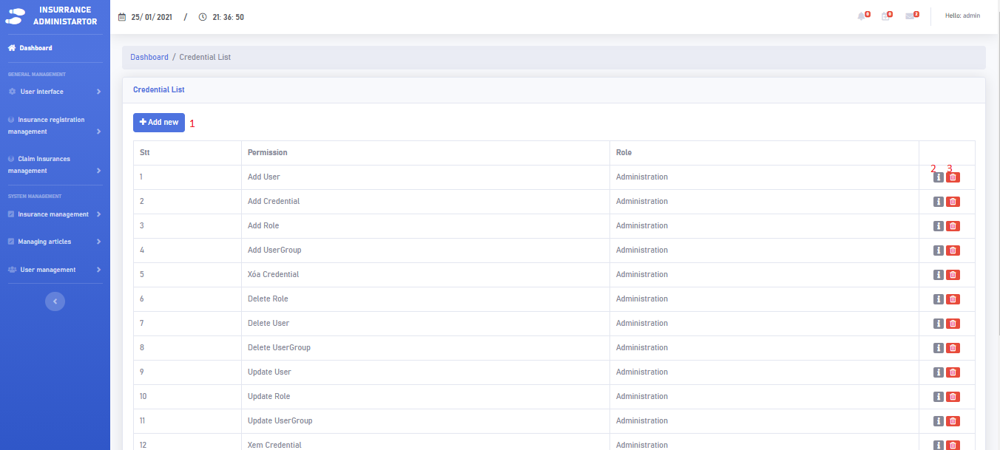 INSURRANCE
ADMINISTARTOR
25/ 01/ 2021 / 21: 36: 50
0 0 2 Hello: admin
Dashboard
GENERAL MANAGEMENT
User interface
Insurance registration
management
Claim Insurances
management
SYSTEM MANAGEMENT
Insurance management
Managing articles
User management
Dashboard / Credential List
Credential List
Add new 1
Stt Permission Role
2 3
1 Add User Administration
2 Add Credential Administration
3 Add Role Administration
4 Add UserGroup Administration
5 Xóa Credential Administration
6 Delete Role Administration
7 Delete User Administration
8 Delete UserGroup Administration
9 Update User Administration
10 Update Role Administration
11 Update UserGroup Administration
12 Xem Credential Administration